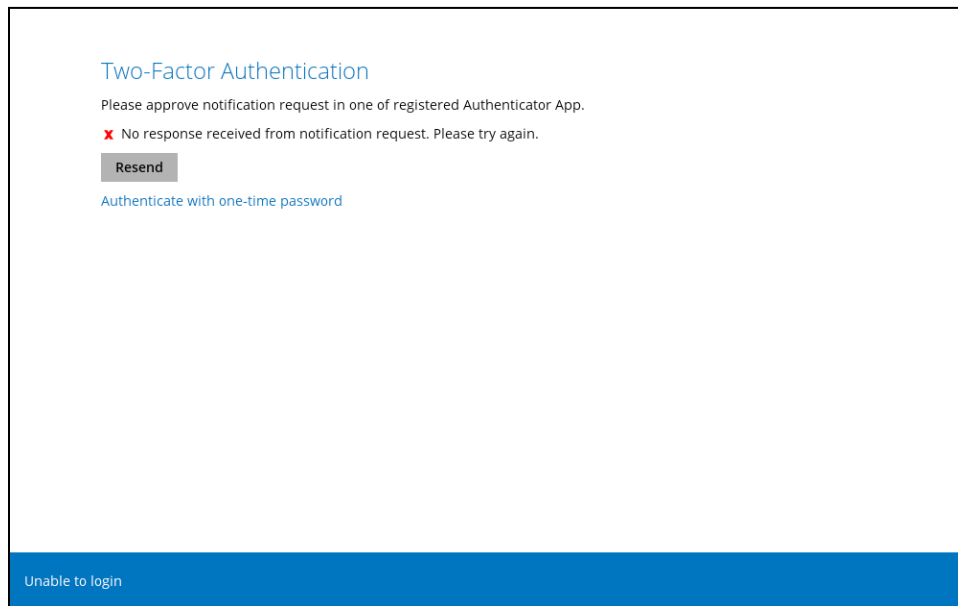 Two-Factor Authentication
Please approve notification request in one of registered Authenticator App.
x No response received from notification request. Please try again.
Resend
Authenticate with one-time password
Unable to login